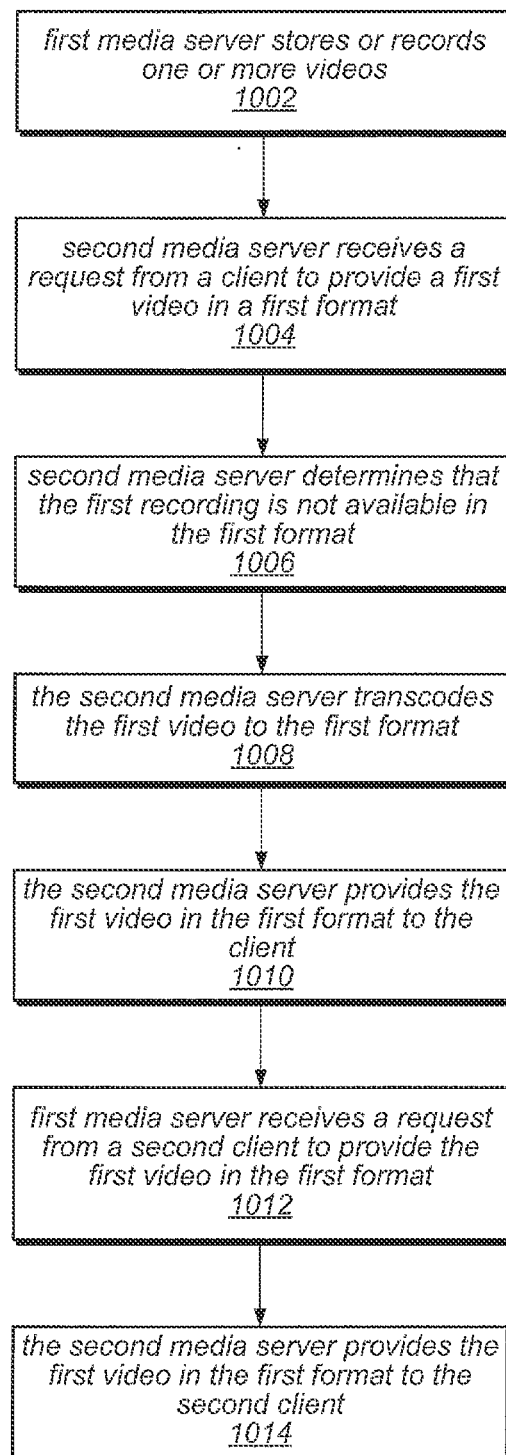 first media server stores or records
one or more videos
1002
second media server receives a
request from a client to provide a first
video in a first format
1004
second media server determines that
the first recording is not available in
the first format
1006
the second media server transcodes
the first video to the first format
1008
the second media server provides the
first video in the first format to the
client
1010
first media server receives a request
from a second client to provide the
first video in the first format
1012
the second media server provides the
first video in the first format to the
second client
1014